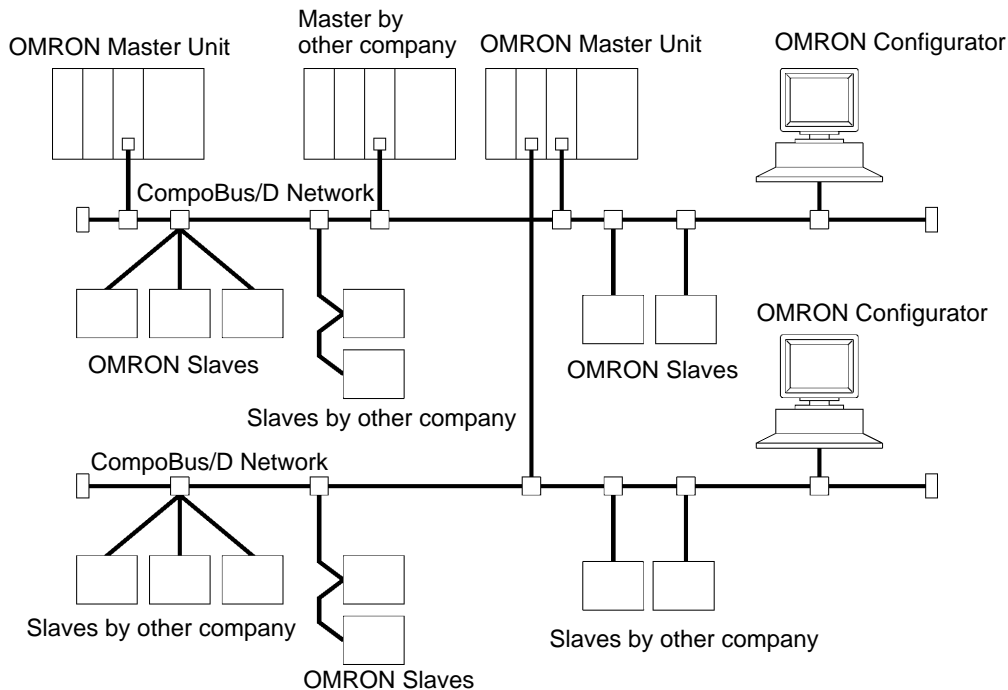 OMRON Master Unit
Master by
other company
OMRON Master Unit
OMRON Configurator
CompoBus/D Network
OMRON Slaves
Slaves by other company
OMRON Slaves
OMRON Configurator
CompoBus/D Network
Slaves by other company
OMRON Slaves
Slaves by other company